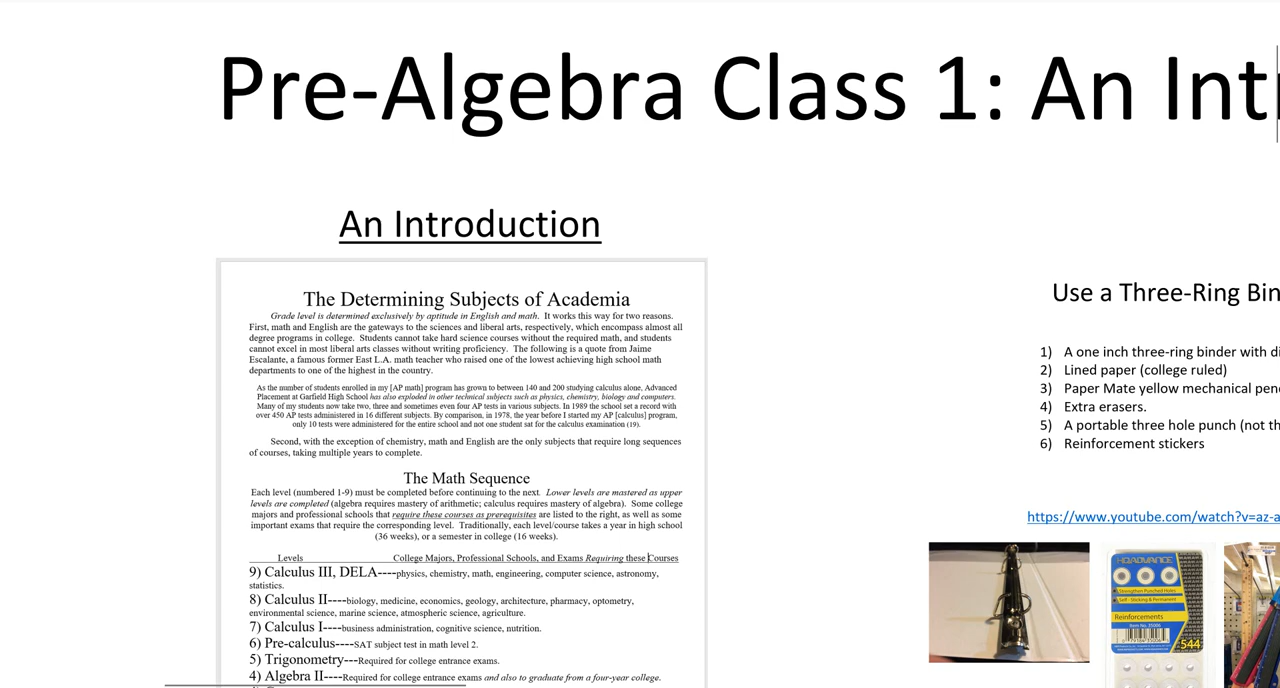 Pre-Algebra Class 1: An Int
An Introduction
The Determining Subjects of Academia
Grade level is determined exclusively by aptitude in English and math. It works this way for two reasons.
First, math and English are the gateways to the sciences and liberal arts, respectively, which encompass almost all
degree programs in college. Students cannot take hard science courses without the required math, and students
cannot excel in most liberal arts classes without writing proficiency. The following is a quote from Jaime
Escalante, a famous former East L.A. math teacher who raised one of the lowest achieving high school math
departments to one of the highest in the country.
As the number of students enrolled in my [AP math] program has grown to between 140 and 200 studying calculus alone, Advanced
Placement at Garfield High School has also exploded in other technical subjects such as physics, chemistry, biology and computers.
Many of my students now take two, three and sometimes even four AP tests in various subjects. In 1989 the school set a record with
over 450 AP tests administered in 16 different subjects. By comparison, in 1978, the year before I started my AP [calculus] program,
only 10 tests were administered for the entire school and not one student sat for the calculus examination (19).
Second, with the exception of chemistry, math and English are the only subjects that require long sequences
of courses, taking multiple years to complete.
The Math Sequence
Each level (numbered 1-9) must be completed before continuing to the next. Lower levels are mastered as upper
levels are completed (algebra requires mastery of arithmetic; calculus requires mastery of algebra). Some college
majors and professional schools that require these courses as prerequisites are listed to the right, as well as some
important exams that require the corresponding level. Traditionally, each level/course takes a year in high school
(36 weeks), or a semester in college (16 weeks).
Levels College Majors, Professional Schools, and Exams Requiring these Courses
9) Calculus III, DELA----physics, chemistry, math, engineering, computer science, astronomy,
statistics.
8) Calculus II----biology, medicine, economics, geology, architecture, pharmacy, optometry,
environmental science, marine science, atmospheric science, agriculture.
7) Calculus I----business administration, cognitive science, nutrition.
6) Pre-calculus----SAT subject test in math level 2.
5) Trigonometry---Required for college entrance exams.
4) Algebra II----Required for college entrance exams and also to graduate from a four-year college.
Use a Three-Ring Bin
1) A one inch three-ring binder with di
2) Lined paper (college ruled)
3) Paper Mate yellow mechanical pen
4) Extra erasers.
5) A portable three hole punch (not th
6) Reinforcement stickers
https://www.youtube.com/watch?v=az-a
HQADVANCE
Strengthen Punched Holes
Self - Sticking & Permanent
Reinforcements
Item No. 35006
544